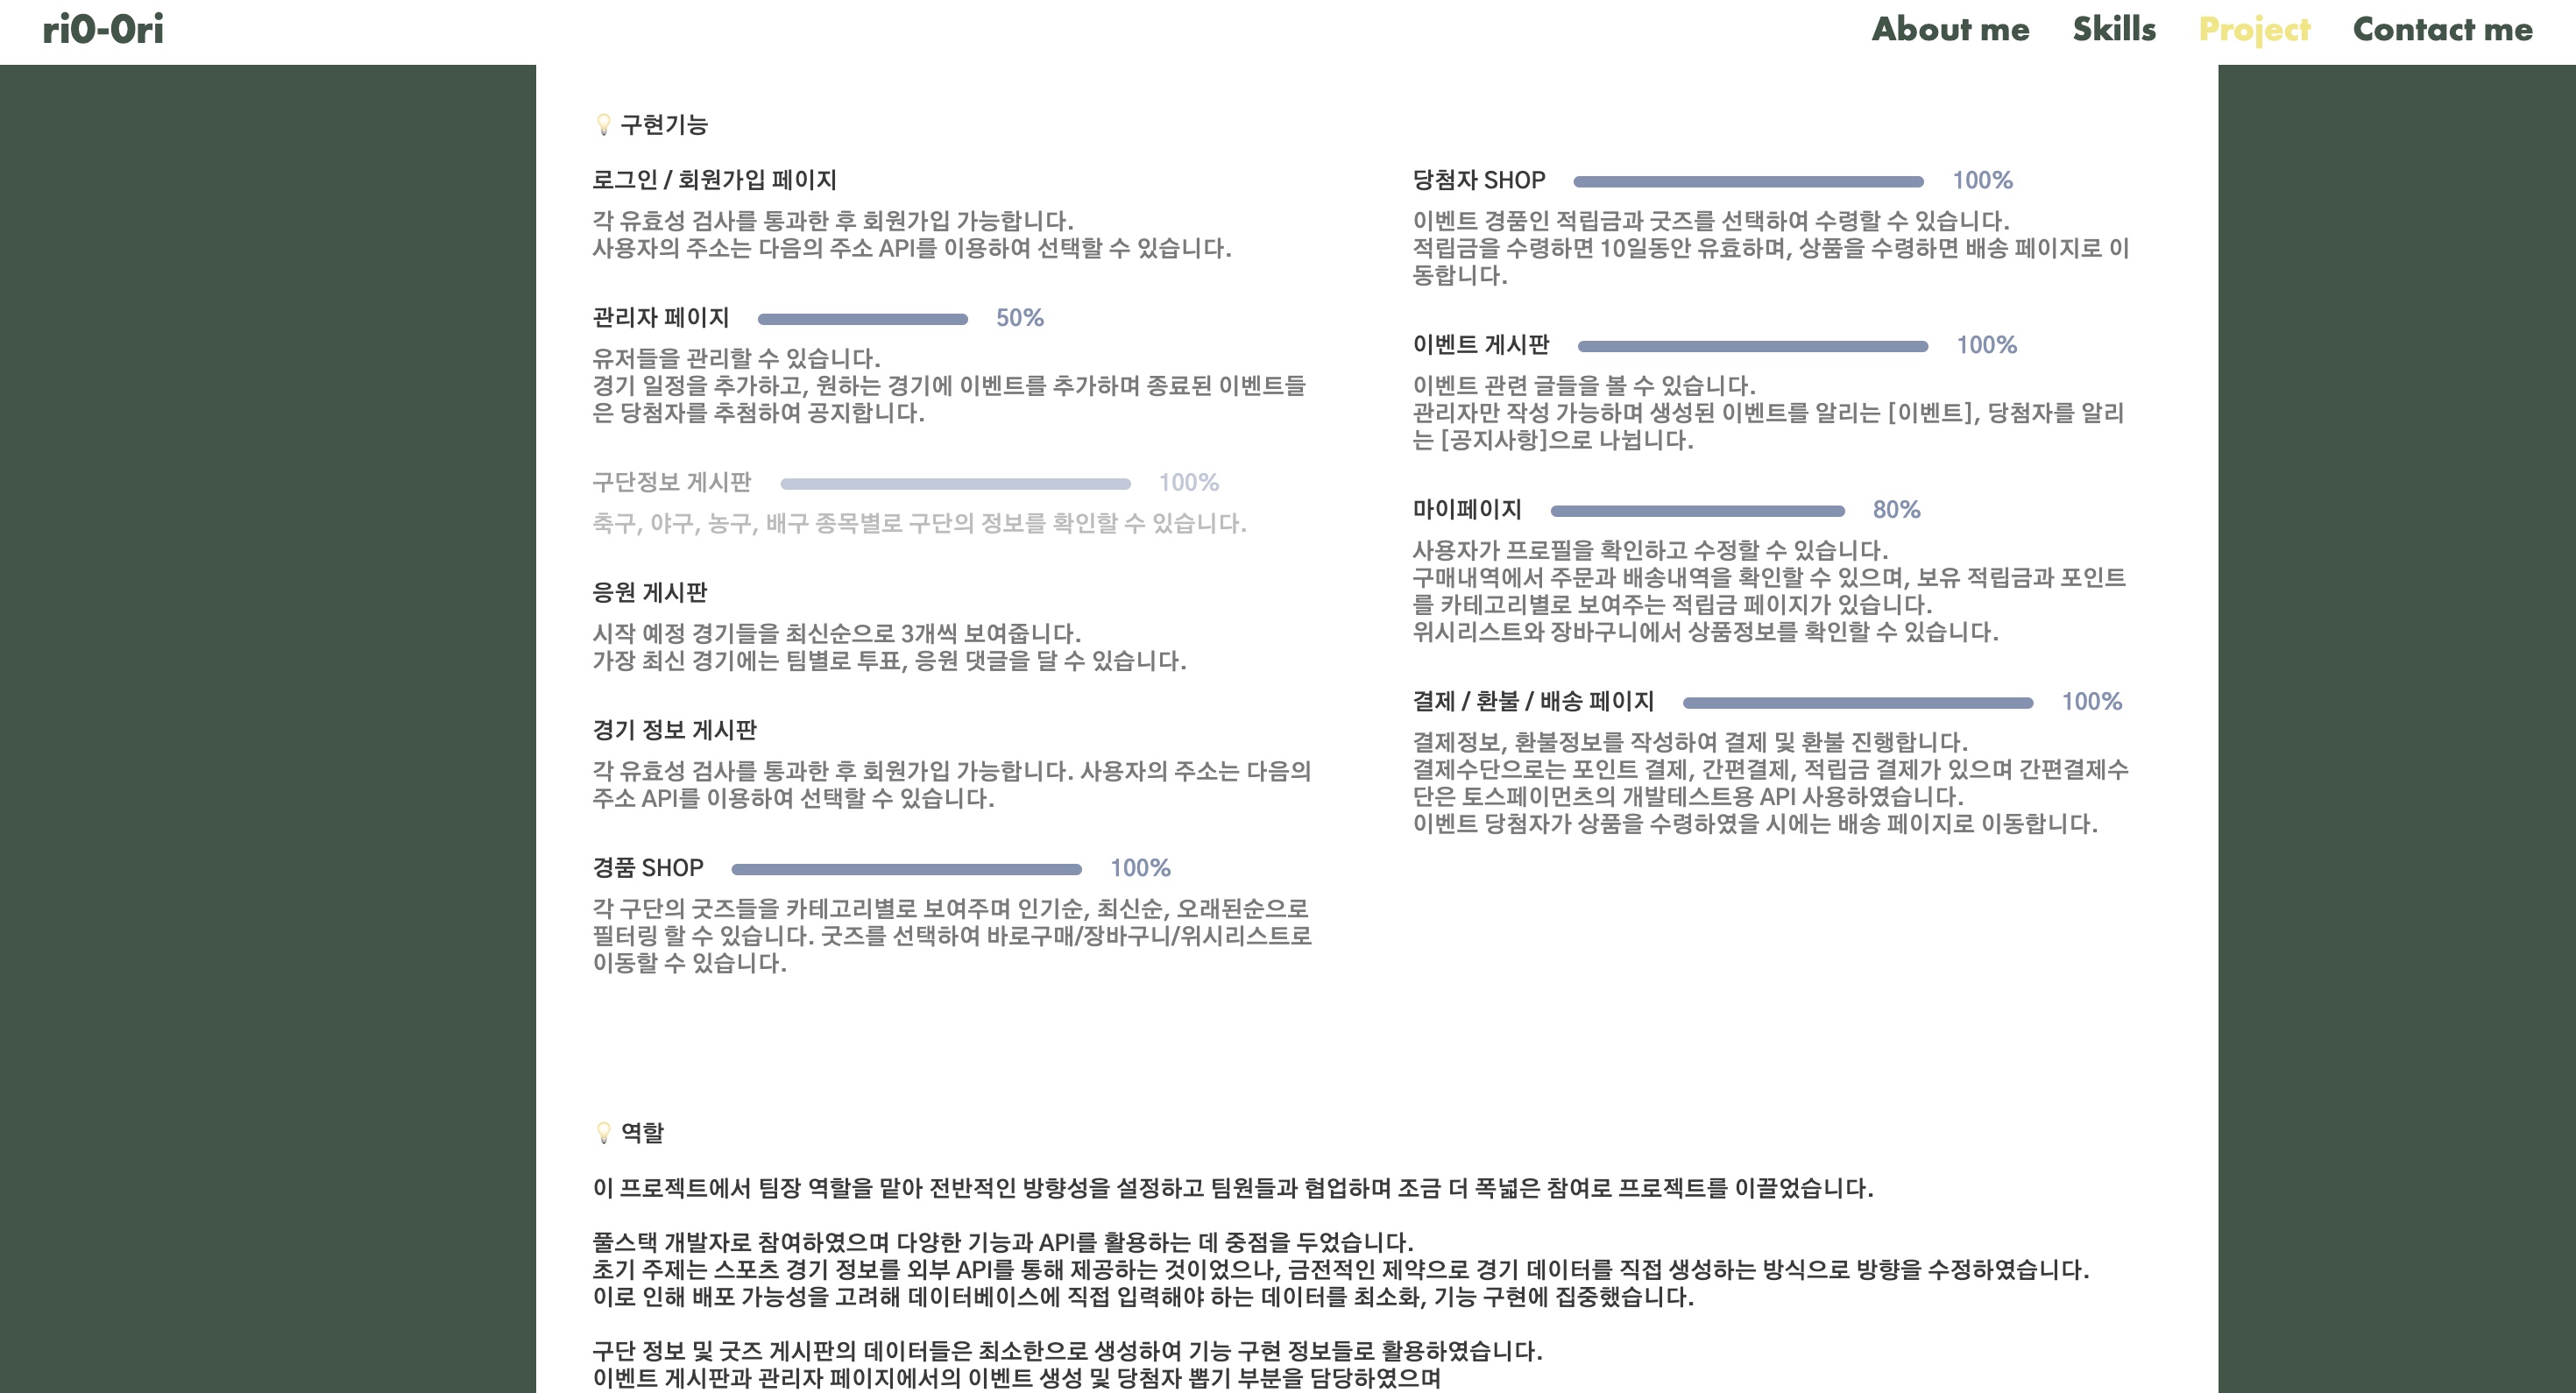 ri0-0ri
About me
Skills
Project
Contact me
💡 구현기능
로그인 / 회원가입 페이지
각 유효성 검사를 통과한 후 회원가입 가능합니다.
사용자의 주소는 다음의 주소 API를 이용하여 선택할 수 있습니다.
관리자 페이지 50%
유저들을 관리할 수 있습니다.
경기 일정을 추가하고, 원하는 경기에 이벤트를 추가하며 종료된 이벤트들
은 당첨자를 추첨하여 공지합니다.
구단정보 게시판 100%
축구, 야구, 농구, 배구 종목별로 구단의 정보를 확인할 수 있습니다.
응원 게시판
시작 예정 경기들을 최신순으로 3개씩 보여줍니다.
가장 최신 경기에는 팀별로 투표, 응원 댓글을 달 수 있습니다.
경기 정보 게시판
각 유효성 검사를 통과한 후 회원가입 가능합니다. 사용자의 주소는 다음의
주소 API를 이용하여 선택할 수 있습니다.
경품 SHOP 100%
각 구단의 굿즈들을 카테고리별로 보여주며 인기순, 최신순, 오래된순으로
필터링 할 수 있습니다. 굿즈를 선택하여 바로구매/장바구니/위시리스트로
이동할 수 있습니다.
당첨자 SHOP 100%
이벤트 경품인 적립금과 굿즈를 선택하여 수령할 수 있습니다.
적립금을 수령하면 10일동안 유효하며, 상품을 수령하면 배송 페이지로 이
동합니다.
이벤트 게시판 100%
이벤트 관련 글들을 볼 수 있습니다.
관리자만 작성 가능하며 생성된 이벤트를 알리는 [이벤트], 당첨자를 알리
는 [공지사항]으로 나뉩니다.
마이페이지 80%
사용자가 프로필을 확인하고 수정할 수 있습니다.
구매내역에서 주문과 배송내역을 확인할 수 있으며, 보유 적립금과 포인트
를 카테고리별로 보여주는 적립금 페이지가 있습니다.
위시리스트와 장바구니에서 상품정보를 확인할 수 있습니다.
결제 / 환불 / 배송 페이지 100%
결제정보, 환불정보를 작성하여 결제 및 환불 진행합니다.
결제수단으로는 포인트 결제, 간편결제, 적립금 결제가 있으며 간편결제수
단은 토스페이먼츠의 개발테스트용 API 사용하였습니다.
이벤트 당첨자가 상품을 수령하였을 시에는 배송 페이지로 이동합니다.
💡 역할
이 프로젝트에서 팀장 역할을 맡아 전반적인 방향성을 설정하고 팀원들과 협업하며 조금 더 폭넓은 참여로 프로젝트를 이끌었습니다.
풀스택 개발자로 참여하였으며 다양한 기능과 API를 활용하는 데 중점을 두었습니다.
초기 주제는 스포츠 경기 정보를 외부 API를 통해 제공하는 것이었으나, 금전적인 제약으로 경기 데이터를 직접 생성하는 방식으로 방향을 수정하였습니다.
이로 인해 배포 가능성을 고려해 데이터베이스에 직접 입력해야 하는 데이터를 최소화, 기능 구현에 집중했습니다.
구단 정보 및 굿즈 게시판의 데이터들은 최소한으로 생성하여 기능 구현 정보들로 활용하였습니다.
이벤트 게시판과 관리자 페이지에서의 이벤트 생성 및 당첨자 뽑기 부분을 담당하였으며